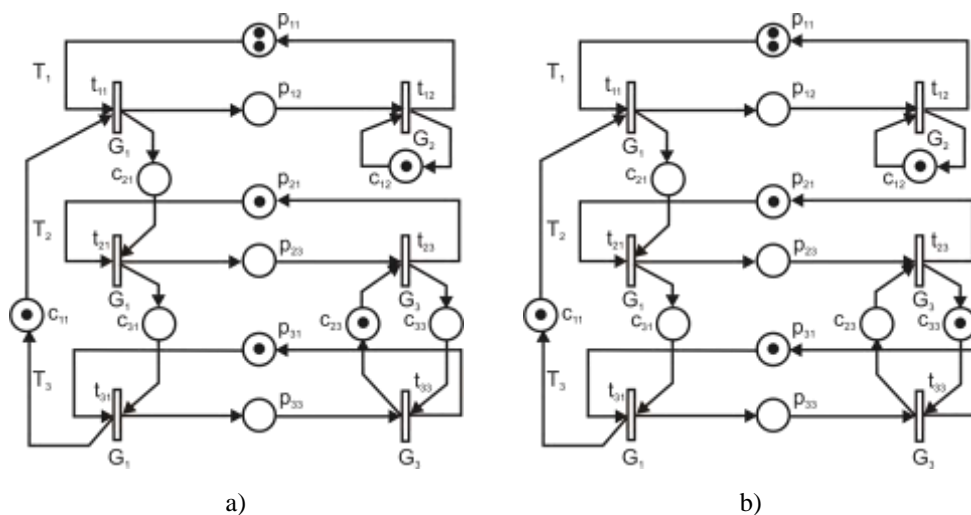 p₁₁
T₁
t₁₁
p₁₂
t₁₂
G₁
G₂
c₂₁
c₁₂
p₂₁
T₂
t₂₁
p₂₃
t₂₃
G₁
G₃
c₁₁
c₃₁
c₂₃
c₃₃
p₃₁
T₃
t₃₁
p₃₃
t₃₃
G₁
G₃
a)
p₁₁
T₁
t₁₁
p₁₂
t₁₂
G₁
G₂
c₂₁
c₁₂
p₂₁
T₂
t₂₁
p₂₃
t₂₃
G₁
G₃
c₁₁
c₃₁
c₂₃
c₃₃
p₃₁
T₃
t₃₁
p₃₃
t₃₃
G₁
G₃
b)